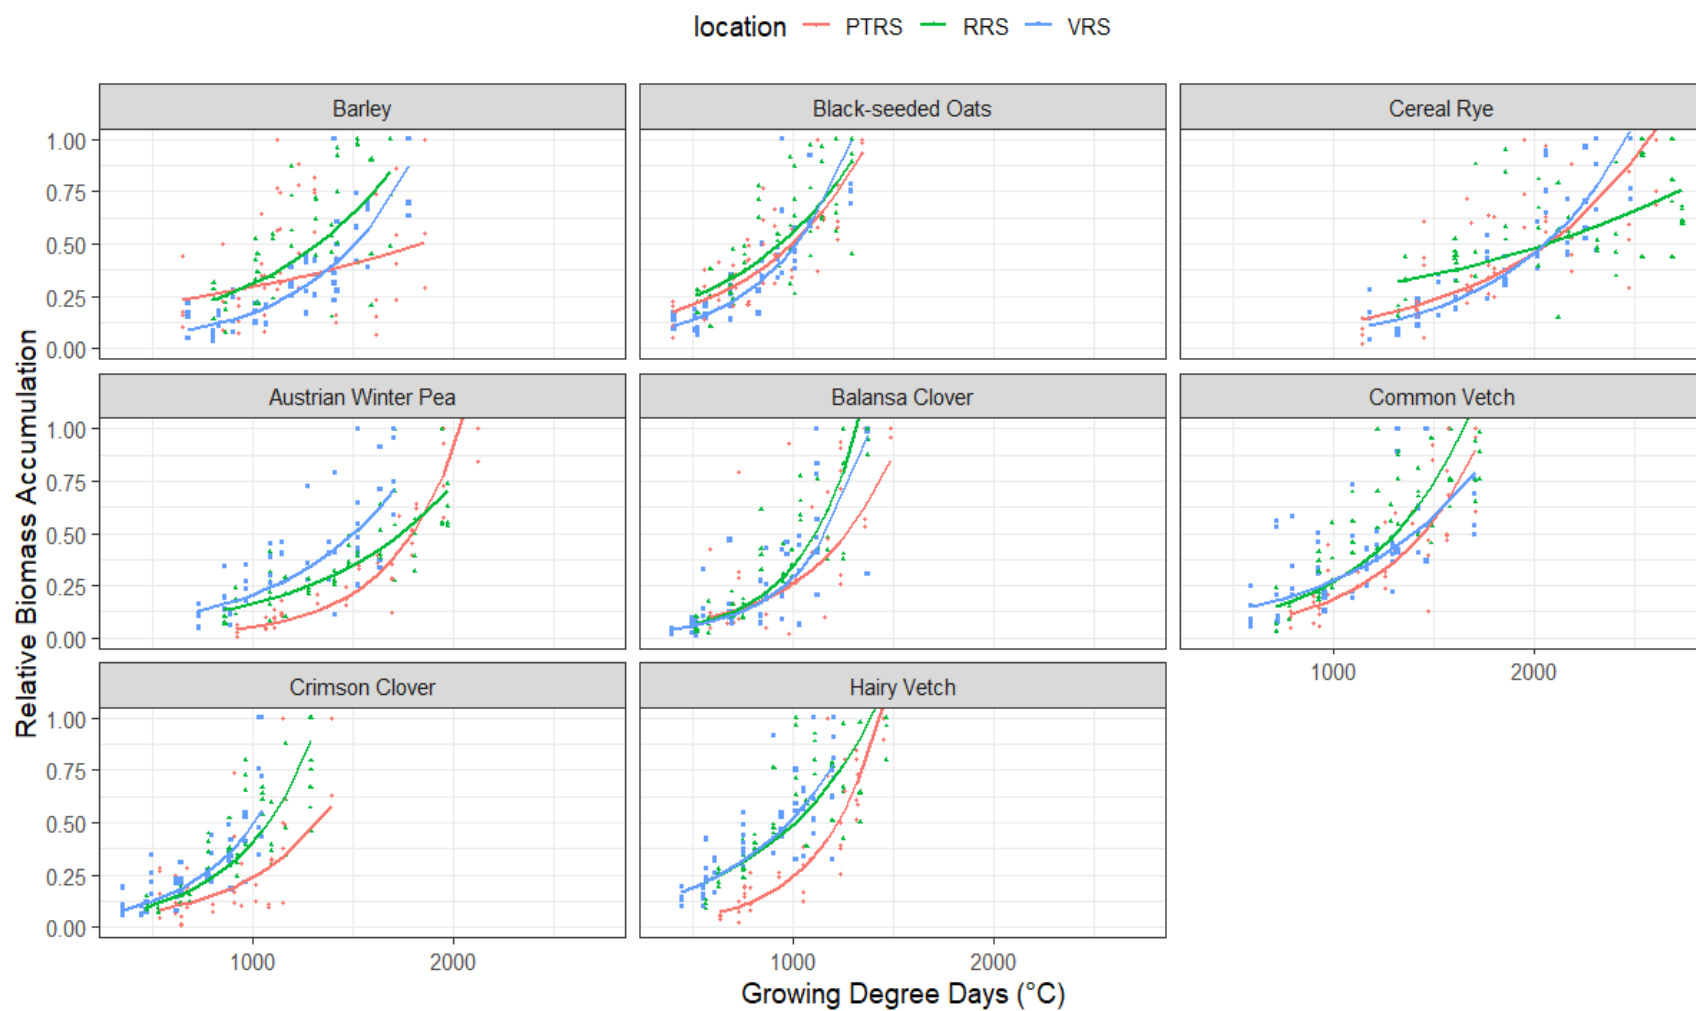 location PTRS RRS VRS
Barley Black-seeded Oats Cereal Rye
1.00
0.75
0.50
0.25
0.00
Austrian Winter Pea Balansa Clover Common Vetch
1.00
0.75
0.50
0.25
0.00
1000 2000
Crimson Clover Hairy Vetch
1.00
0.75
0.50
0.25
0.00
1000 2000 1000 2000
Relative Biomass Accumulation
Growing Degree Days (°C)